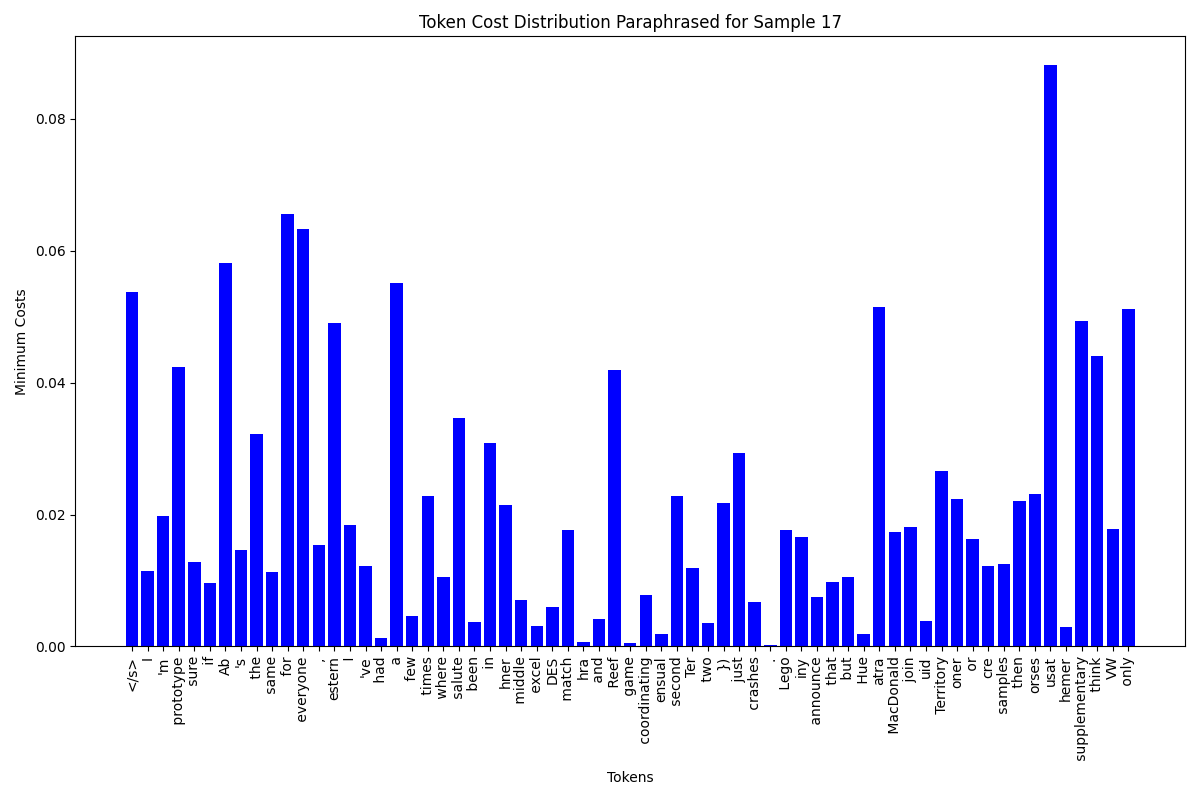 Token Cost Distribution Paraphrased for Sample 17
Minimum Costs
0.08
0.06
0.04
0.02
0.00
</s>
I
'm
prototype
sure
if
Ab
's
the
same
for
everyone
,
estern
I
've
had
a
few
times
where
salute
been
in
hner
middle
excel
DES
match
hra
and
Reef
game
coordinating
ensual
second
Ter
two
})
just
crashes
.
Lego
iny
announce
that
but
Hue
atra
MacDonald
join
uid
Territory
oner
or
cre
samples
then
orses
usat
hemer
supplementary
think
VW
only
Tokens